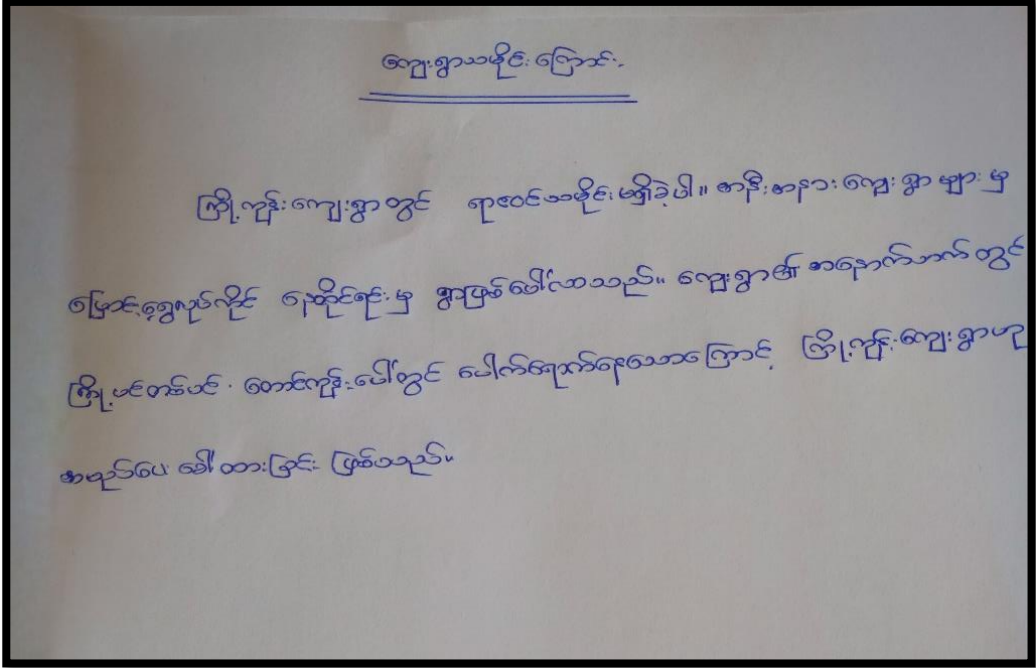 ကျေးရွာသမိုင်းကြောင်း
ကြို့ကုန်းကျေးရွာတွင် ရာဇဝင်သမိုင်းမရှိခဲ့ပါ။ အနီးအနားကျေးရွာများမှ
ပြောင်းရွှေ့လုပ်ကိုင် နေထိုင်ရင်းမှ ရွာဖြစ်ပေါ်လာသည်။ ကျေးရွာ၏ အနောက်ဘက်တွင်
ကြို့ပင်တစ်ပင် တောင်ကုန်းပေါ်တွင် ပေါက်ရောက်နေသောကြောင့် ကြို့ကုန်းကျေးရွာဟု
အမည်ပေး ခေါ်ထားခြင်း ဖြစ်သည်။